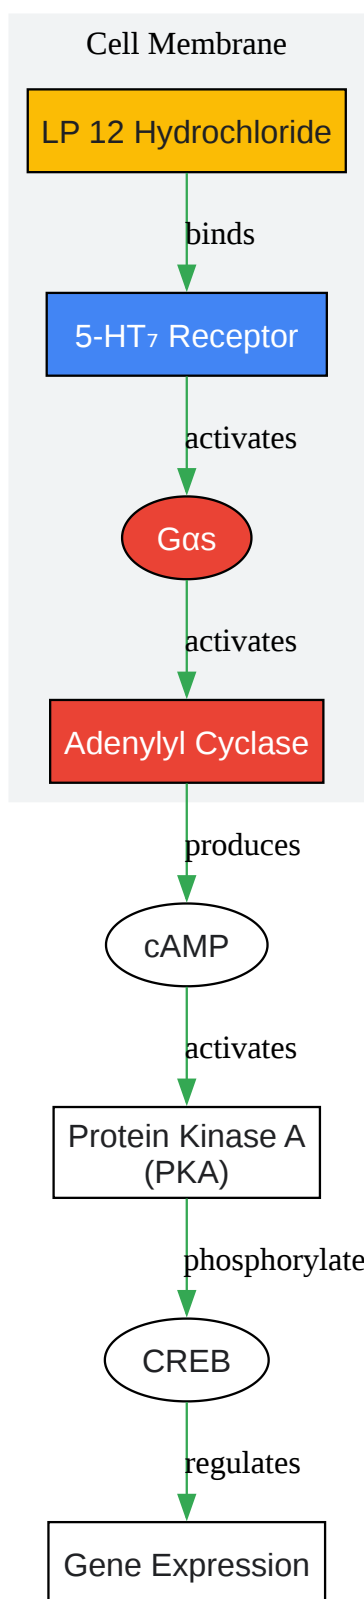 Cell Membrane
LP 12 Hydrochloride
binds
5-HT₇ Receptor
activates
Gαs
activates
Adenylyl Cyclase
produces
cAMP
activates
Protein Kinase A
(PKA)
phosphorylate
CREB
regulates
Gene Expression